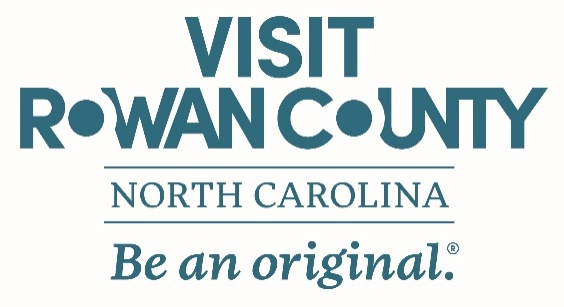 VISIT
ROWAN COUNTY
NORTH CAROLINA
Be an original.®